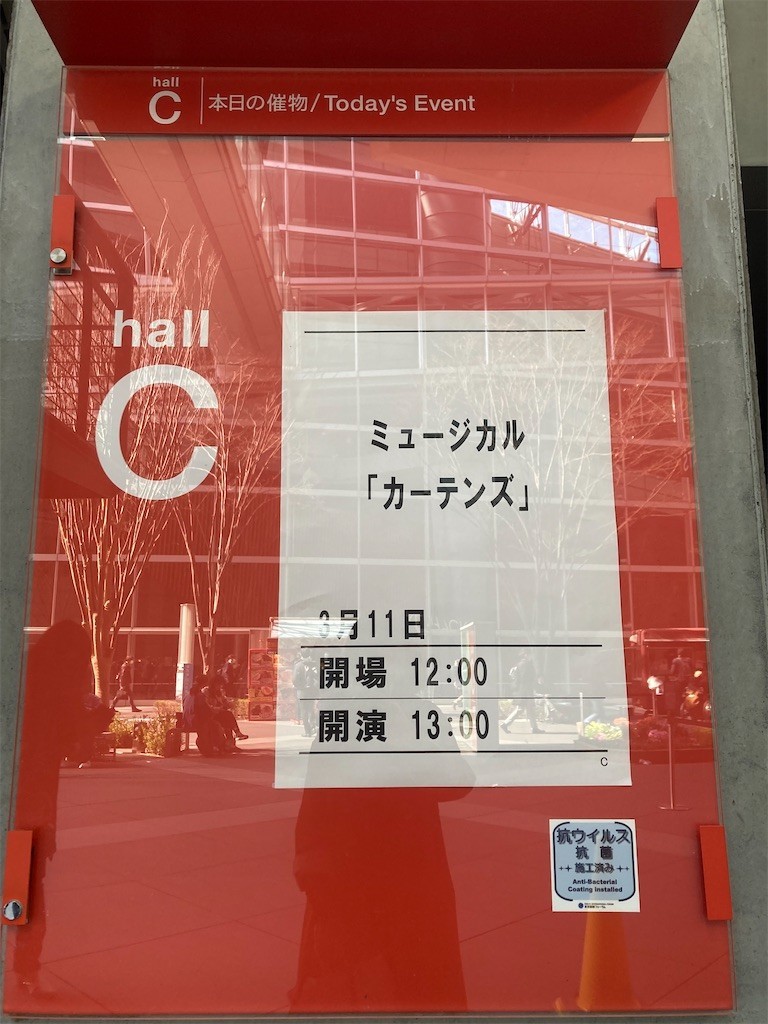 hall
C
本日の催物/Today's Event
hall
C
ミュージカル
「カーテンズ」
3月11日
開場 12:00
開演 13:00
C
抗ウイルス
抗菌
施工済み
Anti-Bacterial
Coating Installed